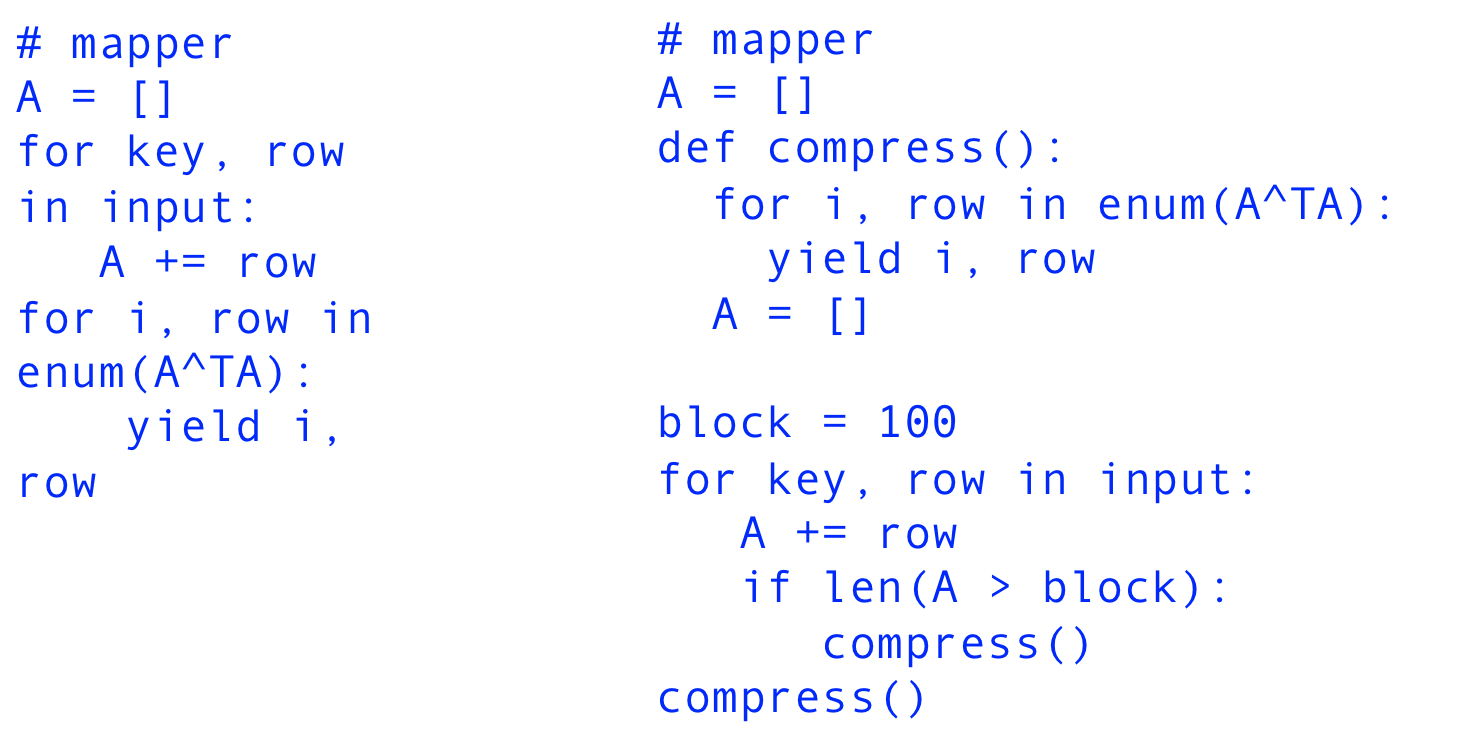 # mapper
A = []
for key, row
in input:
   A += row
for i, row in
enum(A^TA):
    yield i,
row
# mapper
A = []
def compress():
  for i, row in enum(A^TA):
    yield i, row
  A = []

block = 100
for key, row in input:
   A += row
   if len(A > block):
      compress()
compress()